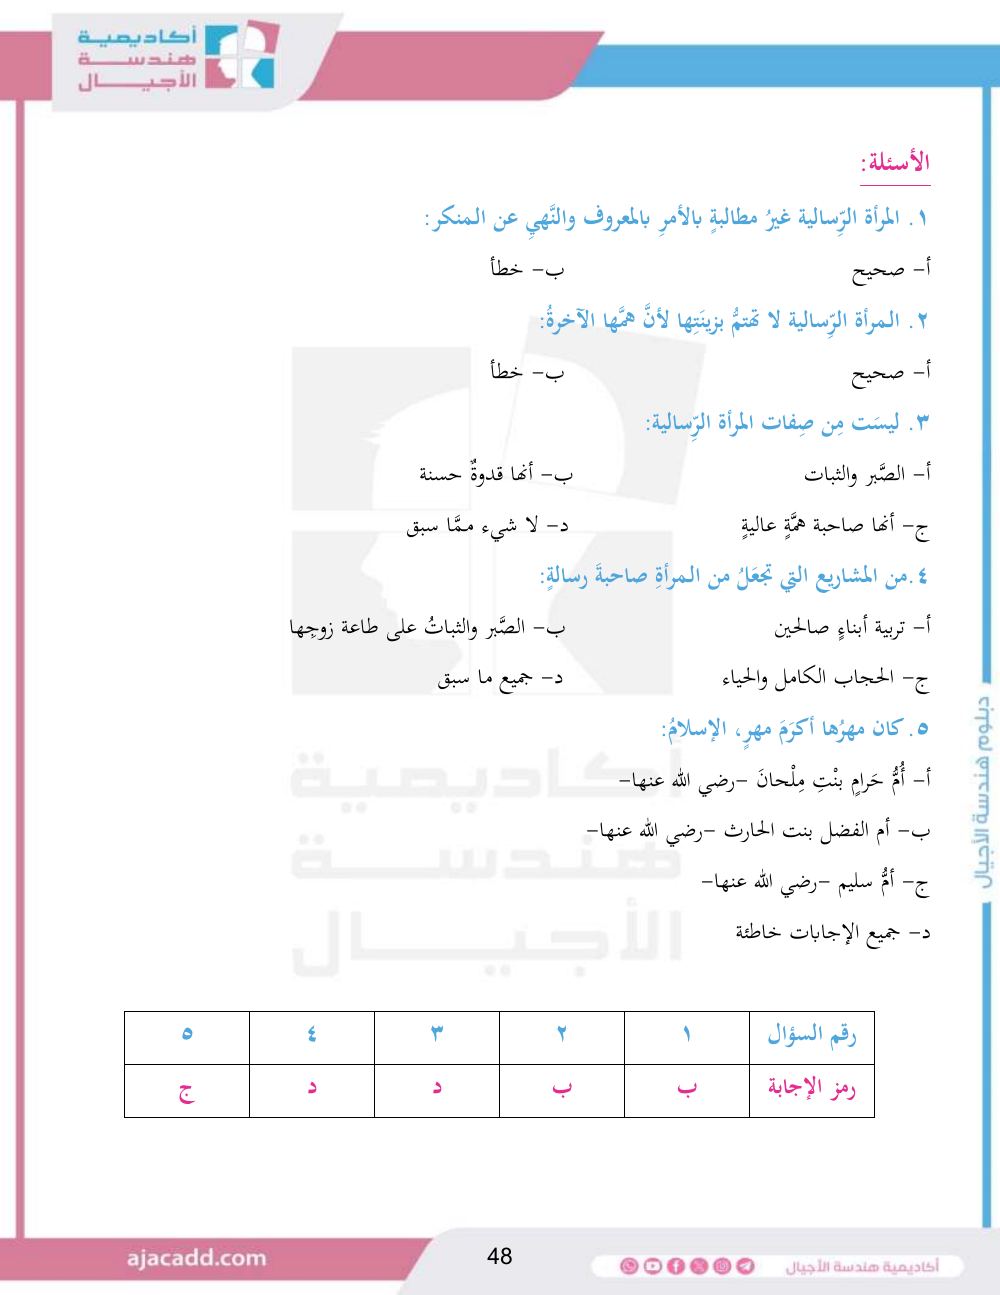 أكاديمية
هندسة
الأجيال
الأسئلة:
١. المرأة الرِّسالية غيرُ مطالبةٍ بالأمرِ بالمعروف والنَّهيِ عن المنكر:
أ- صحيح ب- خطأ
٢. المرأة الرِّسالية لا تهتمُّ بزينَتِها لأنَّ همَّها الآخرةُ:
أ- صحيح ب- خطأ
٣. ليسَت مِن صِفات المرأة الرِّسالية:
أ- الصَّبر والثبات ب- أنها قدوةٌ حسنة
ج- أنها صاحبة همَّةٍ عاليةٍ د- لا شيء ممَّا سبق
٤.من المشاريع التي تجعَلُ من المرأةِ صاحبةَ رسالةٍ:
أ- تربية أبناءٍ صالحين ب- الصَّبر والثباتُ على طاعة زوجِها
ج- الحجاب الكامل والحياء د- جميع ما سبق
٥. كان مهرُها أكرَمَ مهرٍ، الإسلامُ:
أ- أُمُّ حَرامٍ بنْتِ مِلْحانَ -رضي الله عنها-
ب- أم الفضل بنت الحارث -رضي الله عنها-
ج- أمُّ سليم -رضي الله عنها-
د- جميع الإجابات خاطئة
أكاديمية
هندسة
الأجيال
رقم السؤال ١ ٢ ٣ ٤ ٥
رمز الإجابة ب ب د د ج
دبلوم هندسة الأجيال
ajacadd.com
48
أكاديمية هندسة الأجيال